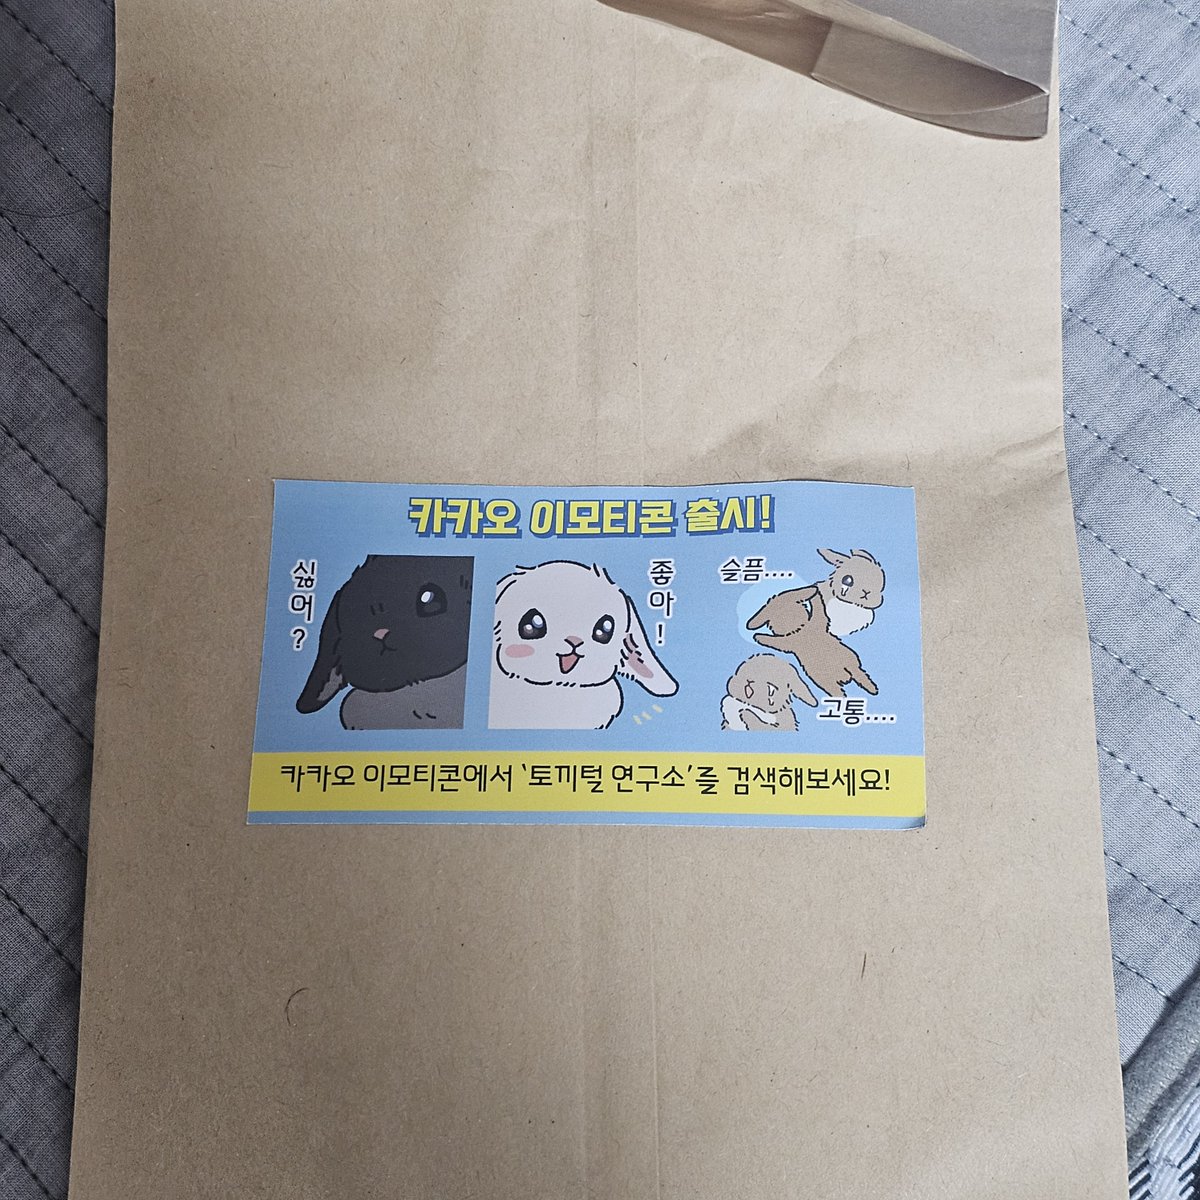 카카오 이모티콘 출시!
싫어?
좋아!
슬픔....
고통....
카카오 이모티콘에서 '토끼털 연구소'를 검색해보세요!